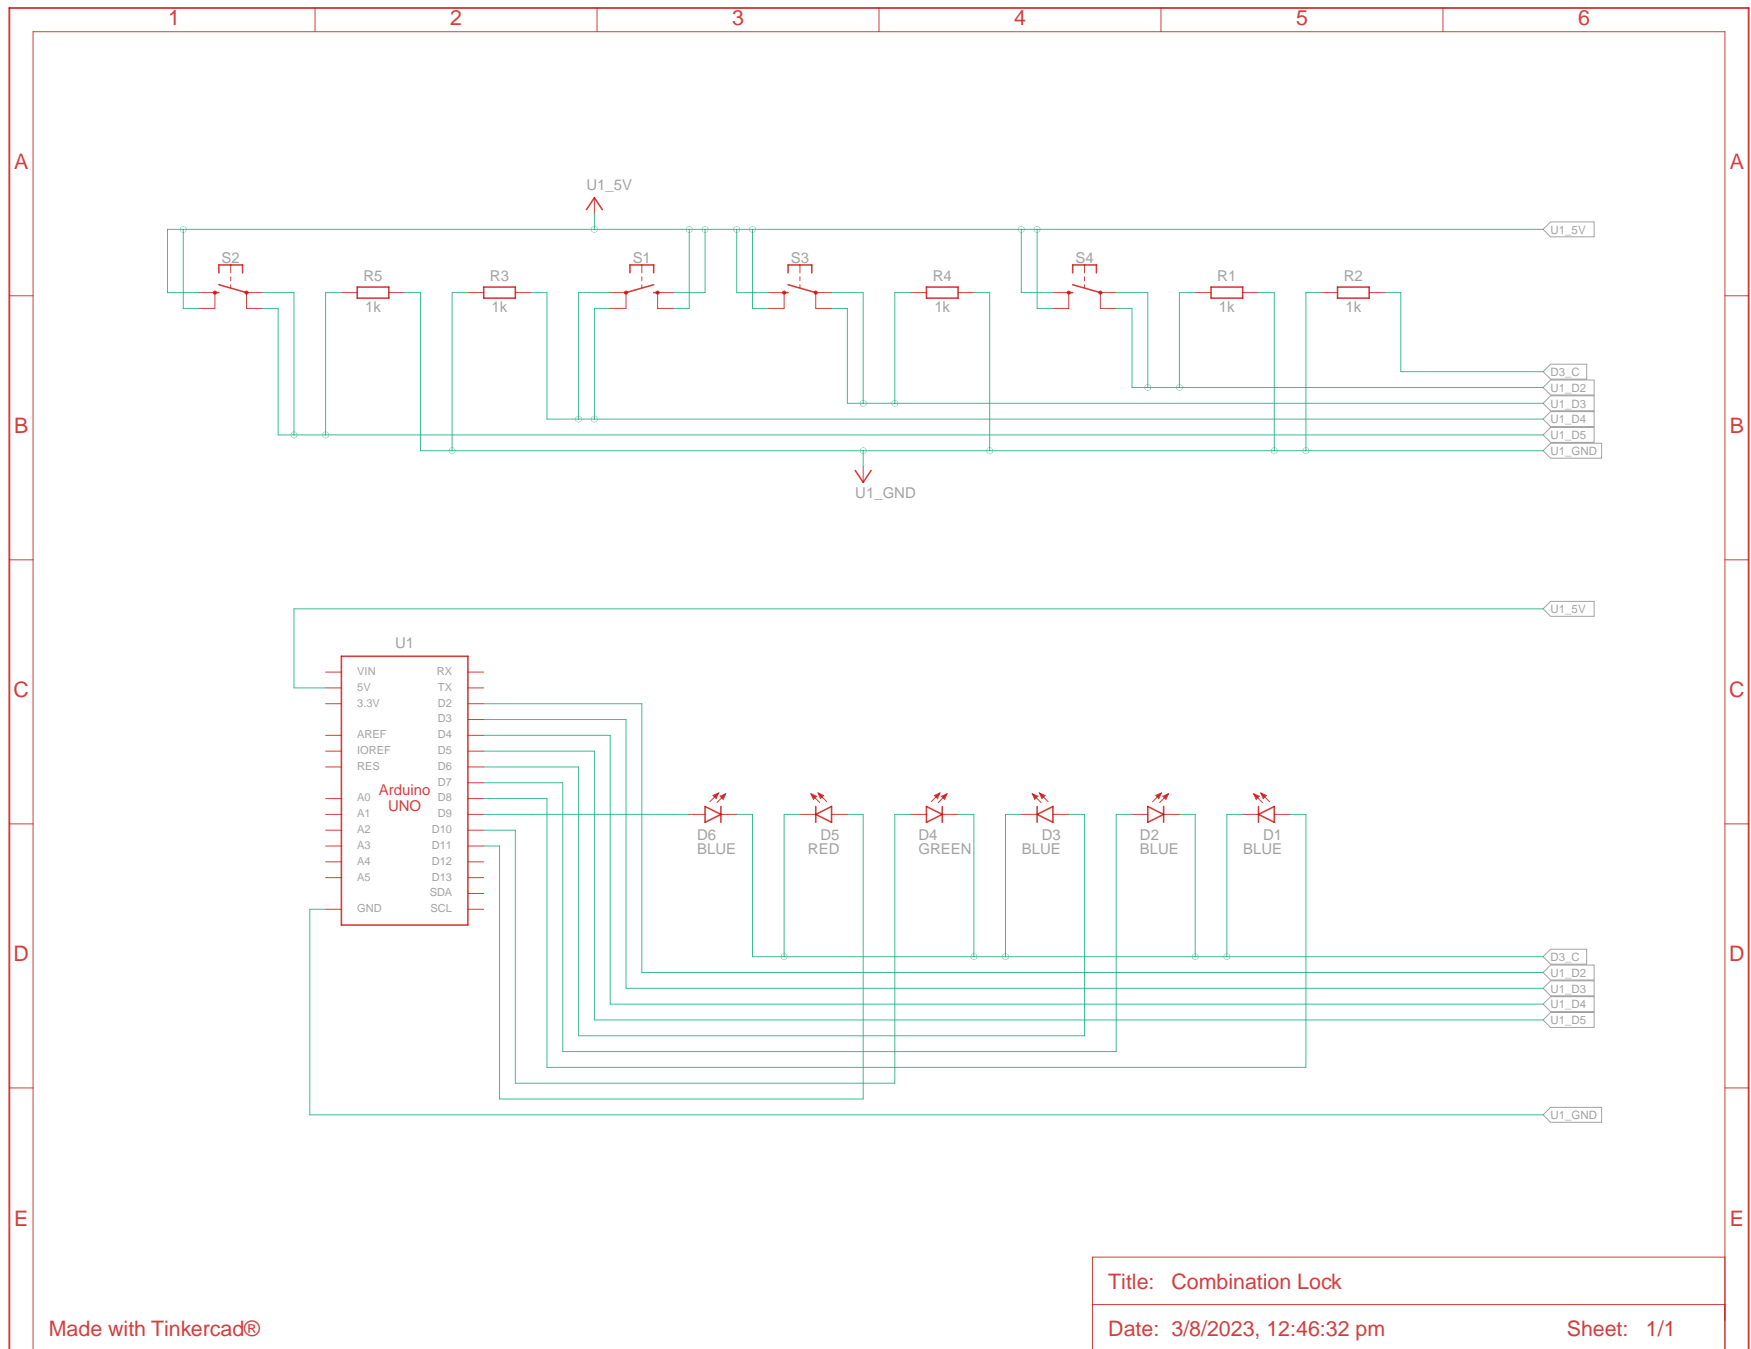 1 2 3 4 5 6
A A
U1_5V
U1_5V
S2 S1 S3 S4
R5 R3 R4 R1 R2
1k 1k 1k 1k 1k
D3_C
U1_D2
U1_D3
U1_D4
B B
U1_D5
U1_GND
U1_GND
U1_5V
U1
VIN RX
5V TX
C C
3.3V D2
D3
AREF D4
IOREF D5
RES D6
D7
Arduino
A0 D8
UNO
A1 D9
A2 D10
A3 D11
A4 D12
A5 D13
SDA
GND SCL
D6 D5 D4 D3 D2 D1
BLUE RED GREEN BLUE BLUE BLUE
D D
D3_C
U1_D2
U1_D3
U1_D4
U1_D5
U1_GND
E E
Title: Combination Lock
Made with Tinkercad®
Date: 3/8/2023, 12:46:32 pm Sheet: 1/1